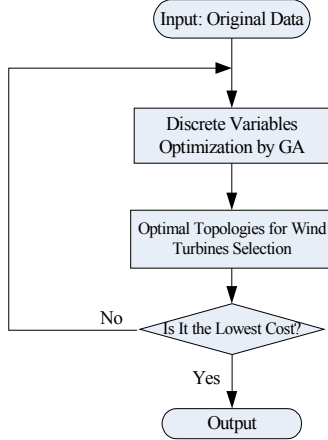 Input: Original Data
Discrete Variables
Optimization by GA
Optimal Topologies for Wind
Turbines Selection
Is It the Lowest Cost?
No
Yes
Output